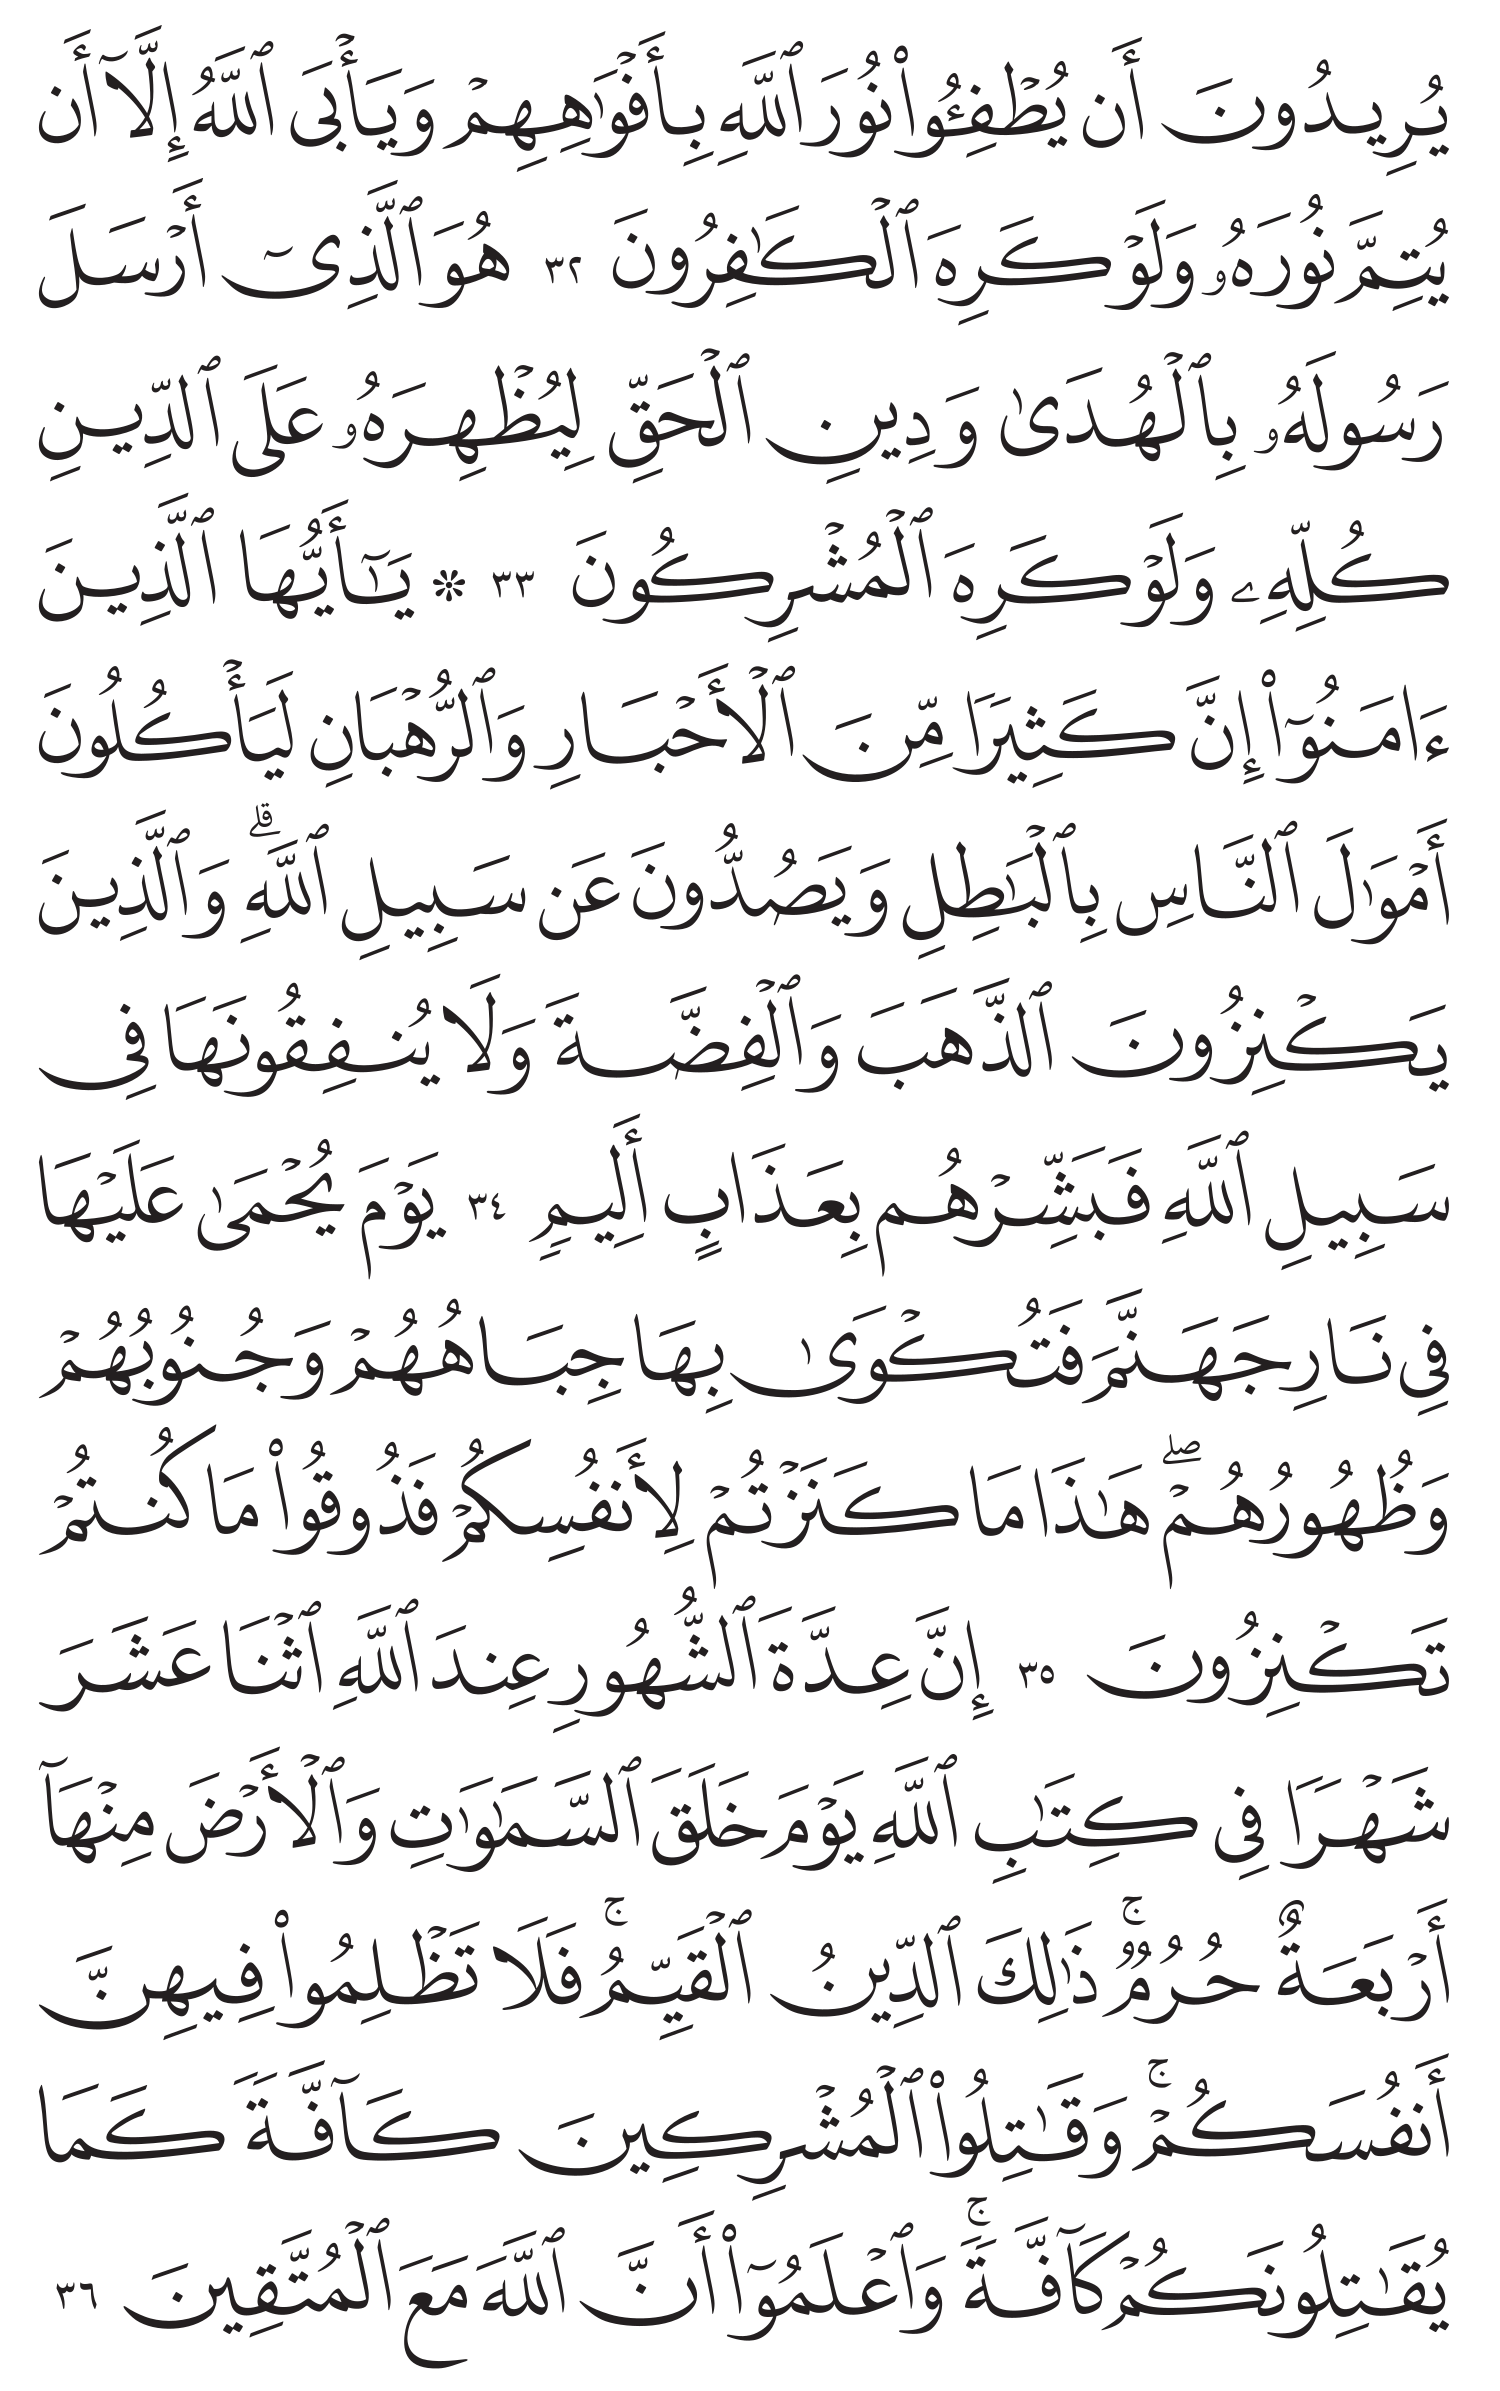 يُرِيدُونَ أَن يُطْفِـُٔوا۟ نُورَ ٱللَّهِ بِأَفْوَٰهِهِمْ وَيَأْبَى ٱللَّهُ إِلَّآ أَن
يُتِمَّ نُورَهُۥ وَلَوْ كَرِهَ ٱلْكَٰفِرُونَ ٣٢ هُوَ ٱلَّذِىٓ أَرْسَلَ
رَسُولَهُۥ بِٱلْهُدَىٰ وَدِينِ ٱلْحَقِّ لِيُظْهِرَهُۥ عَلَى ٱلدِّينِ
كُلِّهِۦ وَلَوْ كَرِهَ ٱلْمُشْرِكُونَ ٣٣ ❇ يَٰٓأَيُّهَا ٱلَّذِينَ
ءَامَنُوٓا۟ إِنَّ كَثِيرًا مِّنَ ٱلْأَحْبَارِ وَٱلرُّهْبَانِ لَيَأْكُلُونَ
أَمْوَٰلَ ٱلنَّاسِ بِٱلْبَٰطِلِ وَيَصُدُّونَ عَن سَبِيلِ ٱللَّهِ ۗ وَٱلَّذِينَ
يَكْنِزُونَ ٱلذَّهَبَ وَٱلْفِضَّةَ وَلَا يُنفِقُونَهَا فِى
سَبِيلِ ٱللَّهِ فَبَشِّرْهُم بِعَذَابٍ أَلِيمٍ ٣٤ يَوْمَ يُحْمَىٰ عَلَيْهَا
فِى نَارِ جَهَنَّمَ فَتُكْوَىٰ بِهَا جِبَاهُهُمْ وَجُنُوبُهُمْ
وَظُهُورُهُمْ ۖ هَٰذَا مَا كَنَزْتُمْ لِأَنفُسِكُمْ فَذُوقُوا۟ مَا كُنتُمْ
تَكْنِزُونَ ٣٥ إِنَّ عِدَّةَ ٱلشُّهُورِ عِندَ ٱللَّهِ ٱثْنَا عَشَرَ
شَهْرًا فِى كِتَٰبِ ٱللَّهِ يَوْمَ خَلَقَ ٱلسَّمَٰوَٰتِ وَٱلْأَرْضَ مِنْهَآ
أَرْبَعَةٌ حُرُمٌ ۚ ذَٰلِكَ ٱلدِّينُ ٱلْقَيِّمُ ۚ فَلَا تَظْلِمُوا۟ فِيهِنَّ
أَنفُسَكُمْ ۚ وَقَٰتِلُوا۟ ٱلْمُشْرِكِينَ كَآفَّةً كَمَا
يُقَٰتِلُونَكُمْ كَآفَّةً ۚ وَٱعْلَمُوٓا۟ أَنَّ ٱللَّهَ مَعَ ٱلْمُتَّقِينَ ٣٦